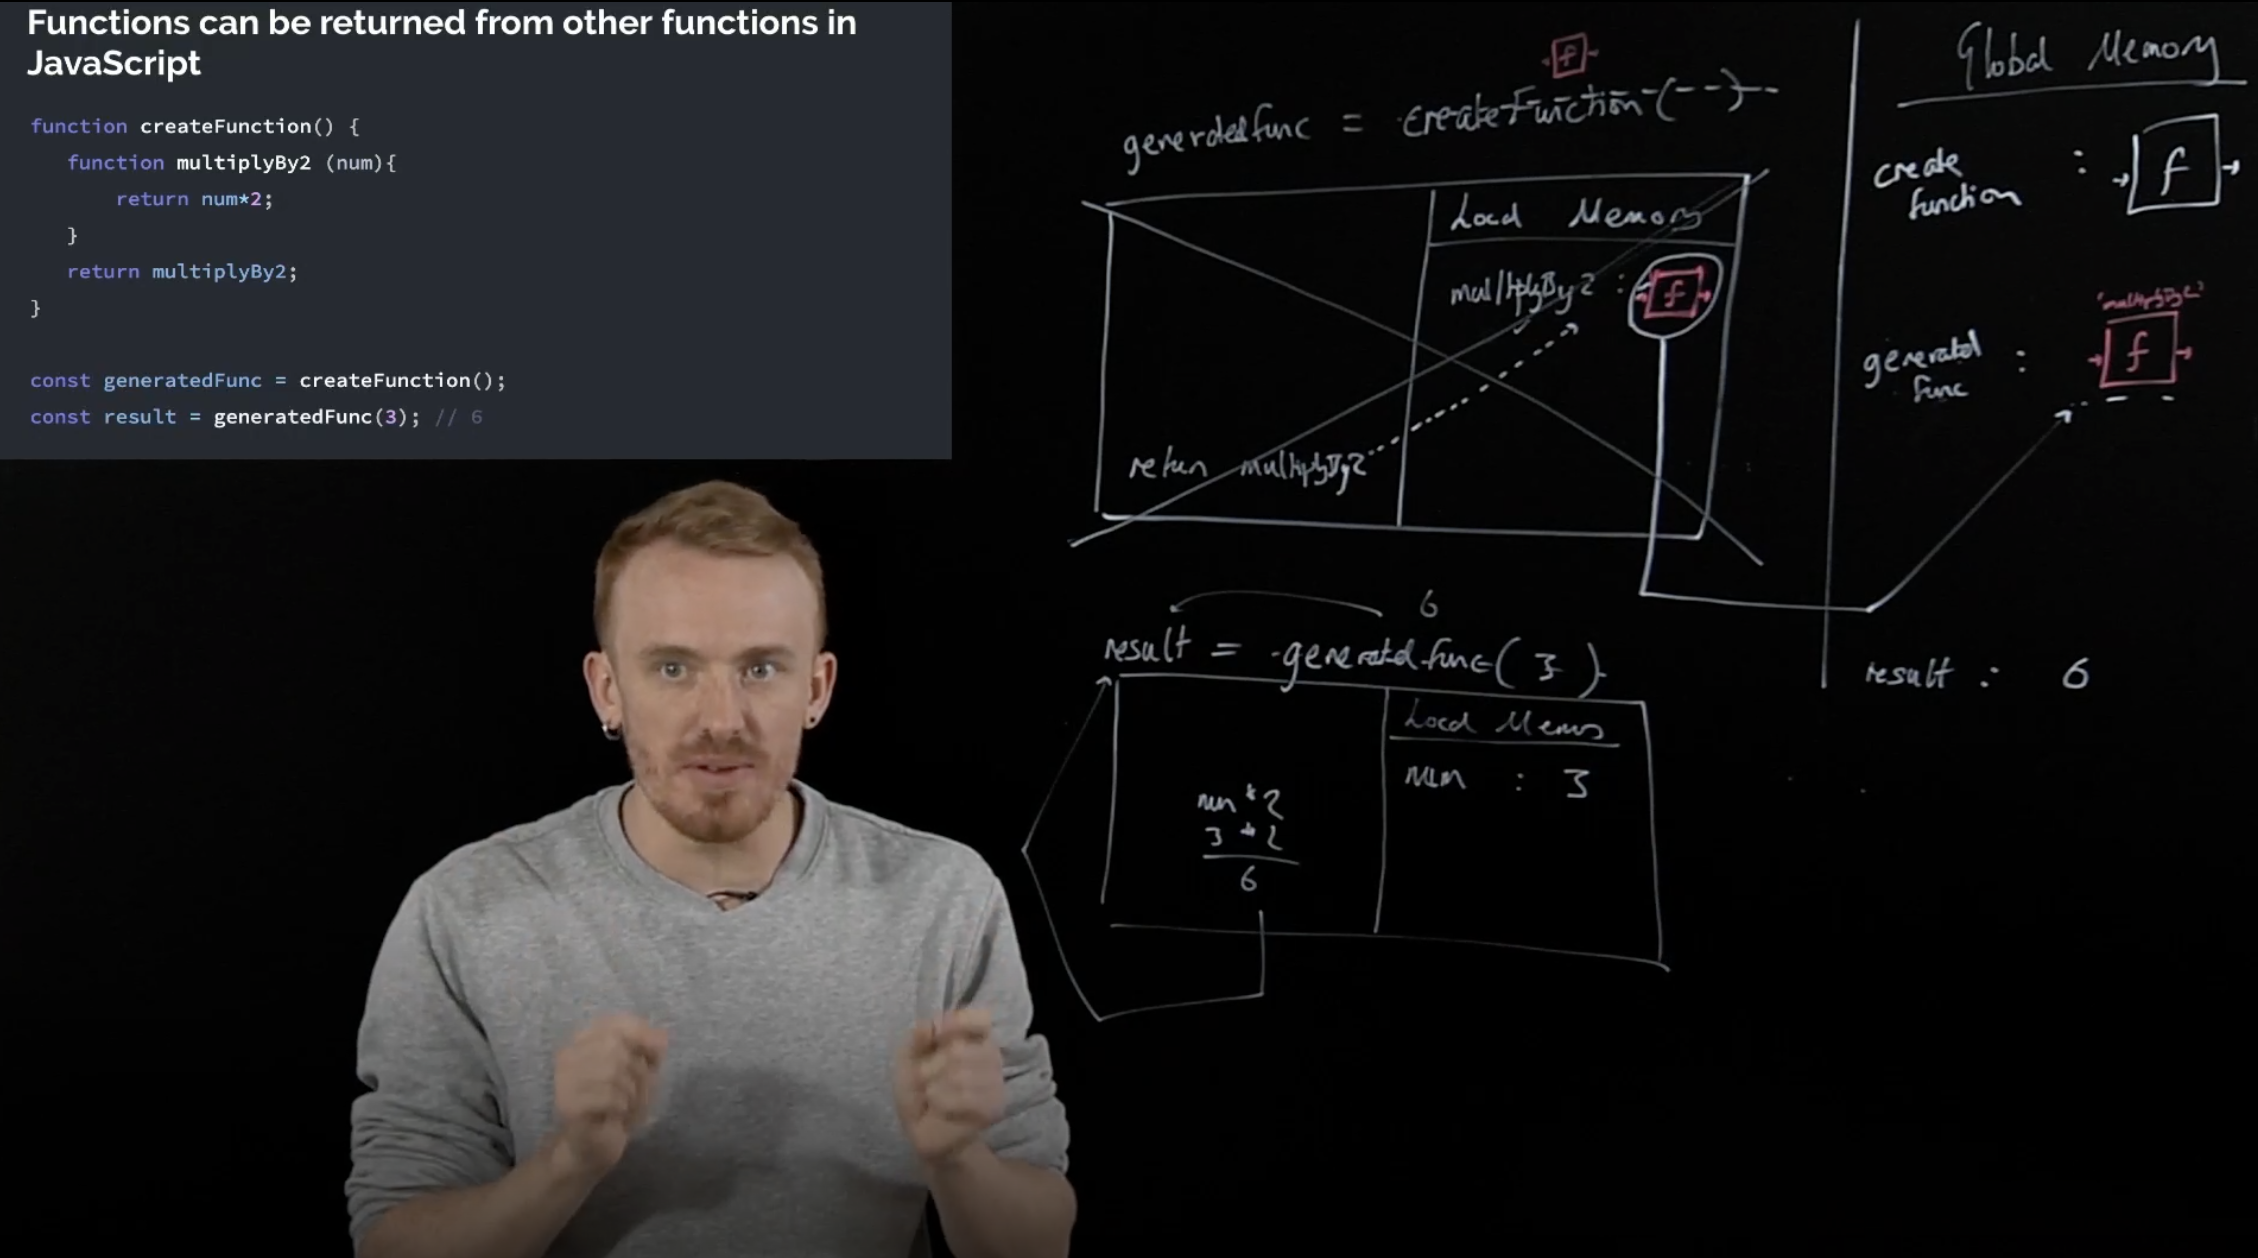 Functions can be returned from other functions in
JavaScript
function createFunction() {
function multiplyBy2 (num){
return num*2;
}
return multiplyBy2;
}
const generatedFunc = createFunction();
const result = generatedFunc(3); // 6
f
generatedfunc = createFunction(--)
Local Memory
multiplyBy2 : f
return multiplyBy2
6
result = generatedfunc( 3 )
Local Mem
num : 3
num * 2
3 * 2
6
Global Memory
create : f
function
"multiplyBy2"
generated : f
func
result : 6